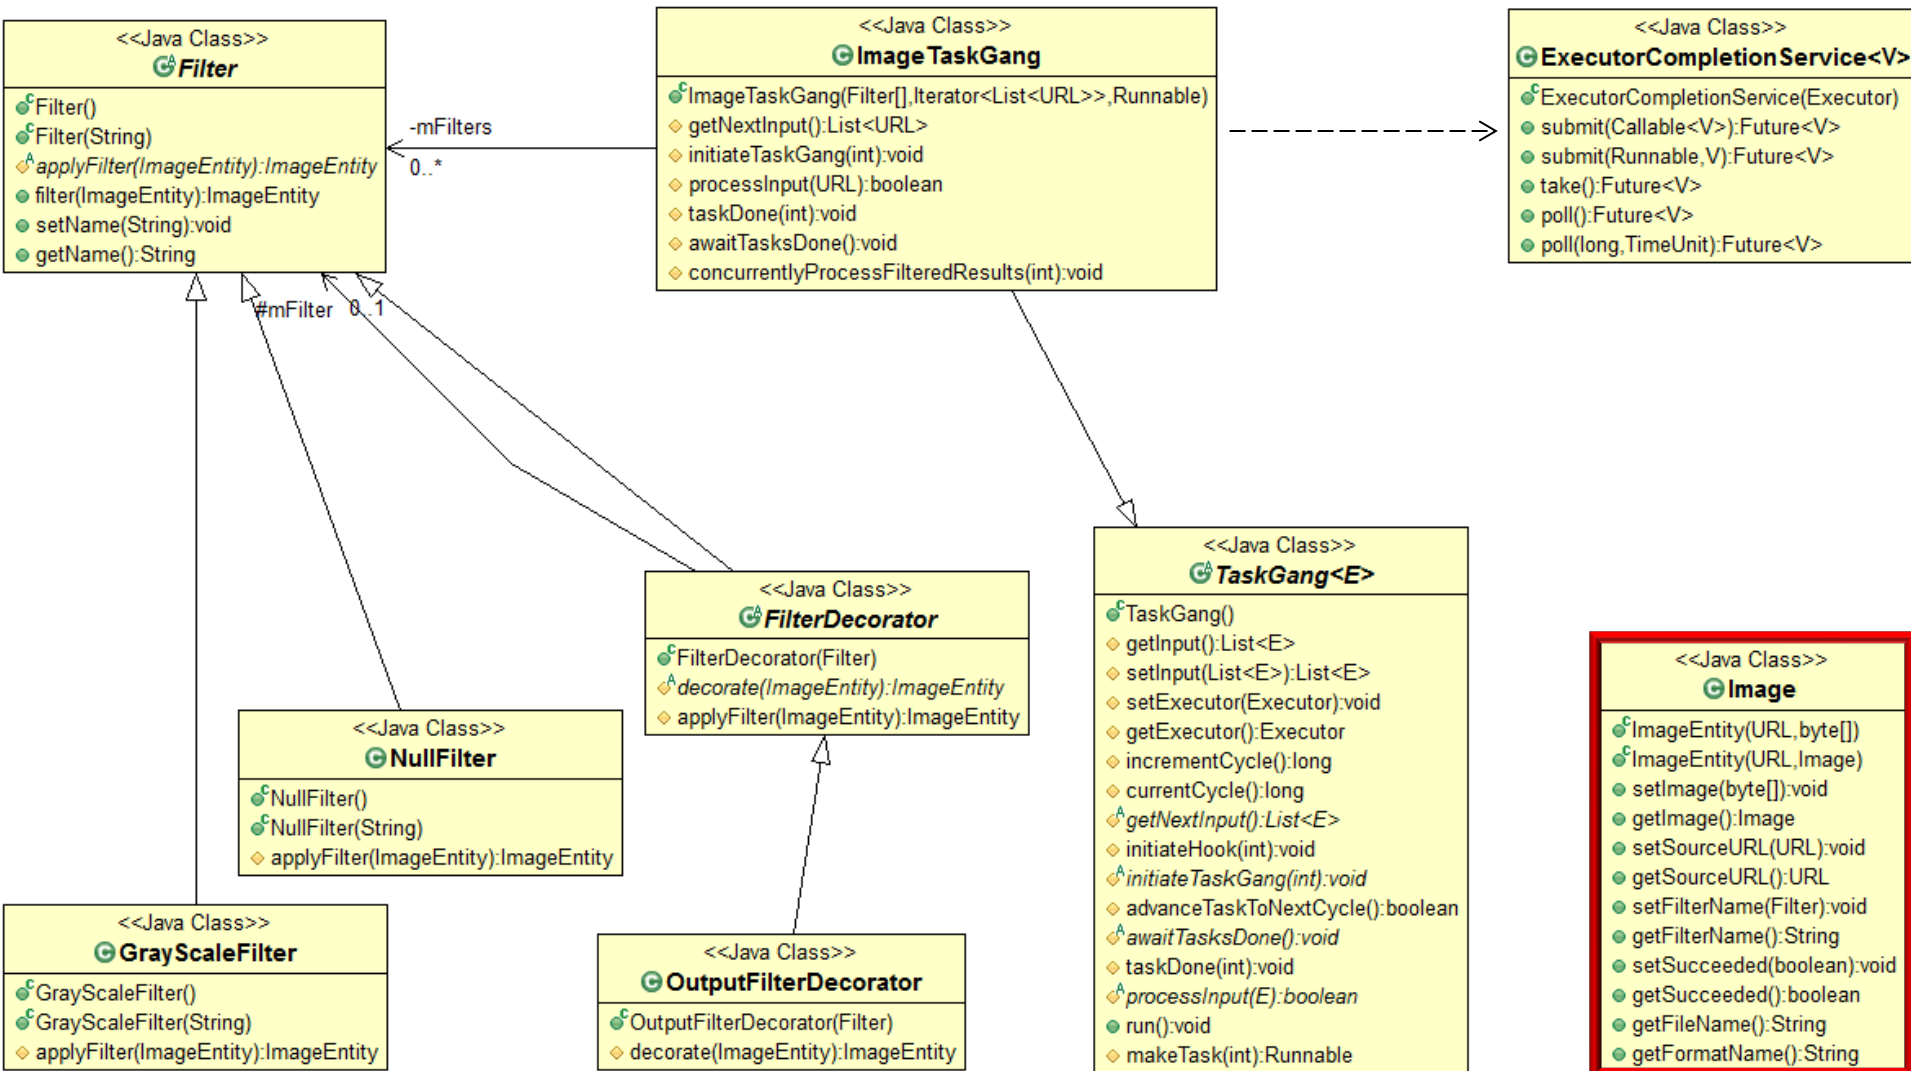 <<Java Class>>
Filter
Filter()
Filter(String)
applyFilter(ImageEntity):ImageEntity
filter(ImageEntity):ImageEntity
setName(String):void
getName():String
-mFilters
0..*
<<Java Class>>
ImageTaskGang
ImageTaskGang(Filter[],Iterator<List<URL>>,Runnable)
getNextInput():List<URL>
initiateTaskGang(int):void
processInput(URL):boolean
taskDone(int):void
awaitTasksDone():void
concurrentlyProcessFilteredResults(int):void
<<Java Class>>
ExecutorCompletionService<V>
ExecutorCompletionService(Executor)
submit(Callable<V>):Future<V>
submit(Runnable,V):Future<V>
take():Future<V>
poll():Future<V>
poll(long,TimeUnit):Future<V>
#mFilter 0..1
<<Java Class>>
FilterDecorator
FilterDecorator(Filter)
decorate(ImageEntity):ImageEntity
applyFilter(ImageEntity):ImageEntity
<<Java Class>>
TaskGang<E>
TaskGang()
getInput():List<E>
setInput(List<E>):List<E>
setExecutor(Executor):void
getExecutor():Executor
incrementCycle():long
currentCycle():long
getNextInput():List<E>
initiateHook(int):void
initiateTaskGang(int):void
advanceTaskToNextCycle():boolean
awaitTasksDone():void
taskDone(int):void
processInput(E):boolean
run():void
makeTask(int):Runnable
<<Java Class>>
Image
ImageEntity(URL,byte[])
ImageEntity(URL,Image)
setImage(byte[]):void
getImage():Image
setSourceURL(URL):void
getSourceURL():URL
setFilterName(Filter):void
getFilterName():String
setSucceeded(boolean):void
getSucceeded():boolean
getFileName():String
getFormatName():String
<<Java Class>>
NullFilter
NullFilter()
NullFilter(String)
applyFilter(ImageEntity):ImageEntity
<<Java Class>>
GrayScaleFilter
GrayScaleFilter()
GrayScaleFilter(String)
applyFilter(ImageEntity):ImageEntity
<<Java Class>>
OutputFilterDecorator
OutputFilterDecorator(Filter)
decorate(ImageEntity):ImageEntity